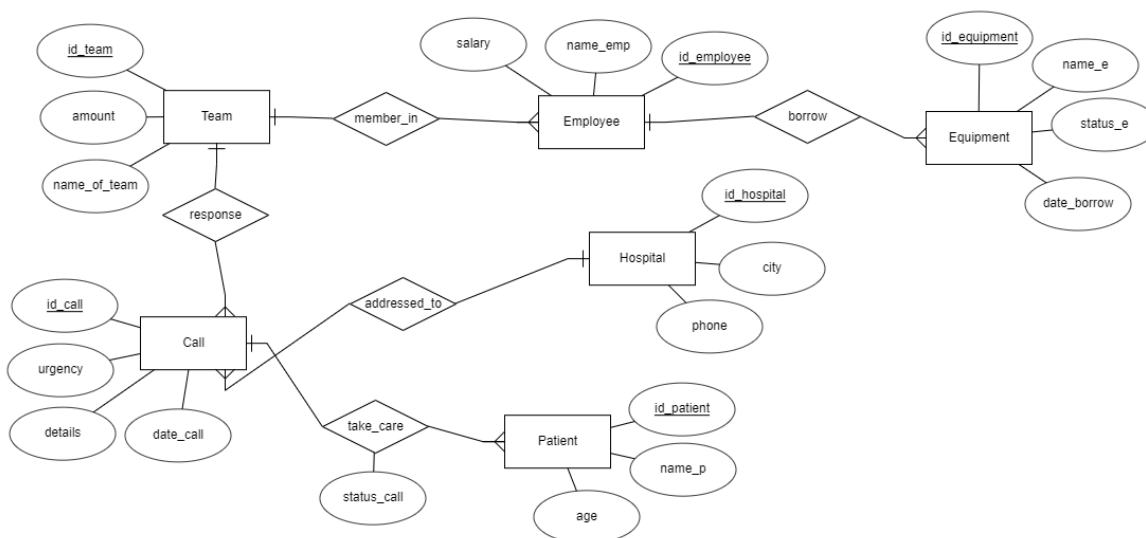 id_team
amount
name_of_team
Team
member_in
salary
name_emp
id_employee
Employee
borrow
id_equipment
name_e
status_e
date_borrow
Equipment
response
id_hospital
city
phone
Hospital
addressed_to
id_call
urgency
details
date_call
Call
take_care
status_call
Patient
id_patient
name_p
age